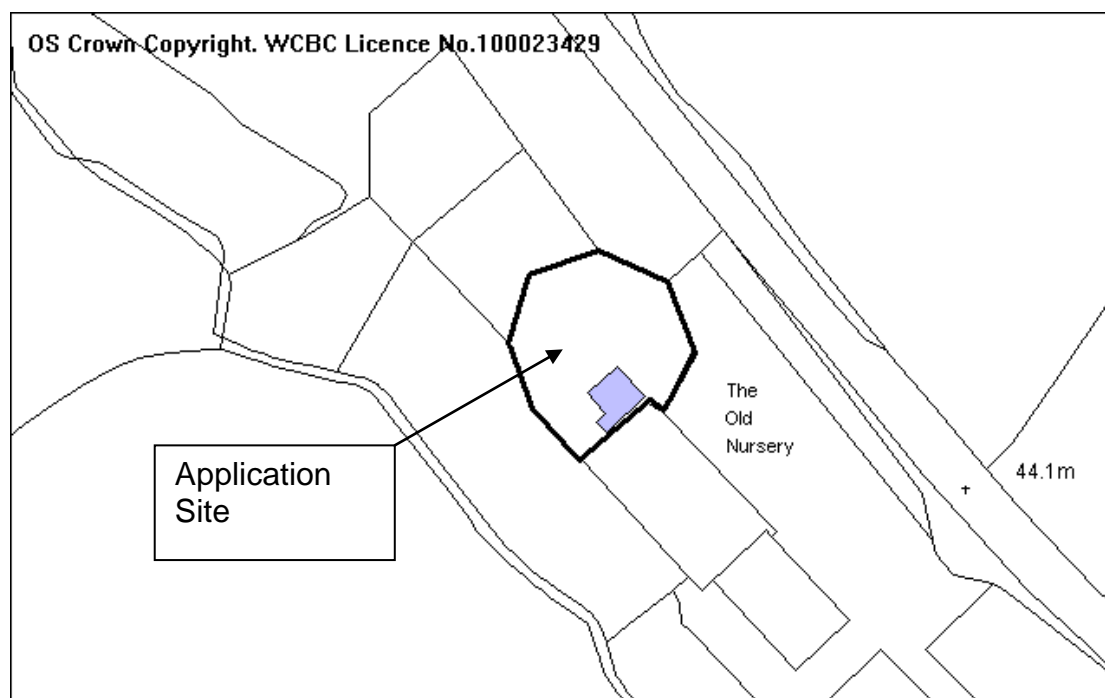 OS Crown Copyright. WCBC Licence No.100023429
The
Old
Nursery
44.1m
Application
Site